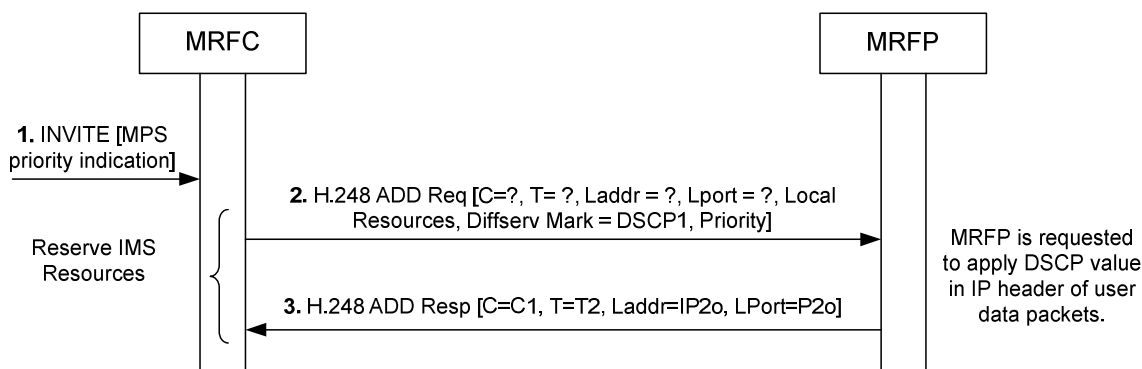 MRFC
MRFP
1. INVITE [MPS
priority indication]
2. H.248 ADD Req [C=?, T= ?, Laddr = ?, Lport = ?, Local
Resources, Diffserv Mark = DSCP1, Priority]
Reserve IMS
Resources
MRFP is requested
to apply DSCP value
in IP header of user
data packets.
3. H.248 ADD Resp [C=C1, T=T2, Laddr=IP2o, LPort=P2o]